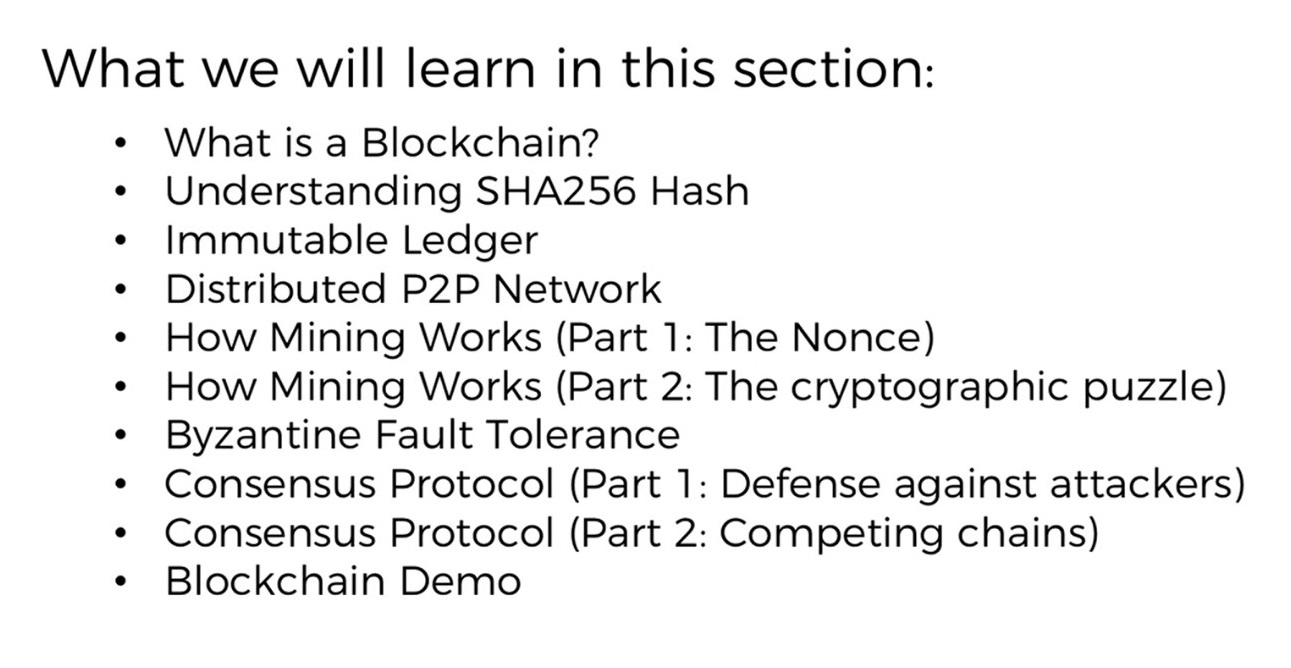 What we will learn in this section:
• What is a Blockchain?
• Understanding SHA256 Hash
• Immutable Ledger
• Distributed P2P Network
• How Mining Works (Part 1: The Nonce)
• How Mining Works (Part 2: The cryptographic puzzle)
• Byzantine Fault Tolerance
• Consensus Protocol (Part 1: Defense against attackers)
• Consensus Protocol (Part 2: Competing chains)
• Blockchain Demo